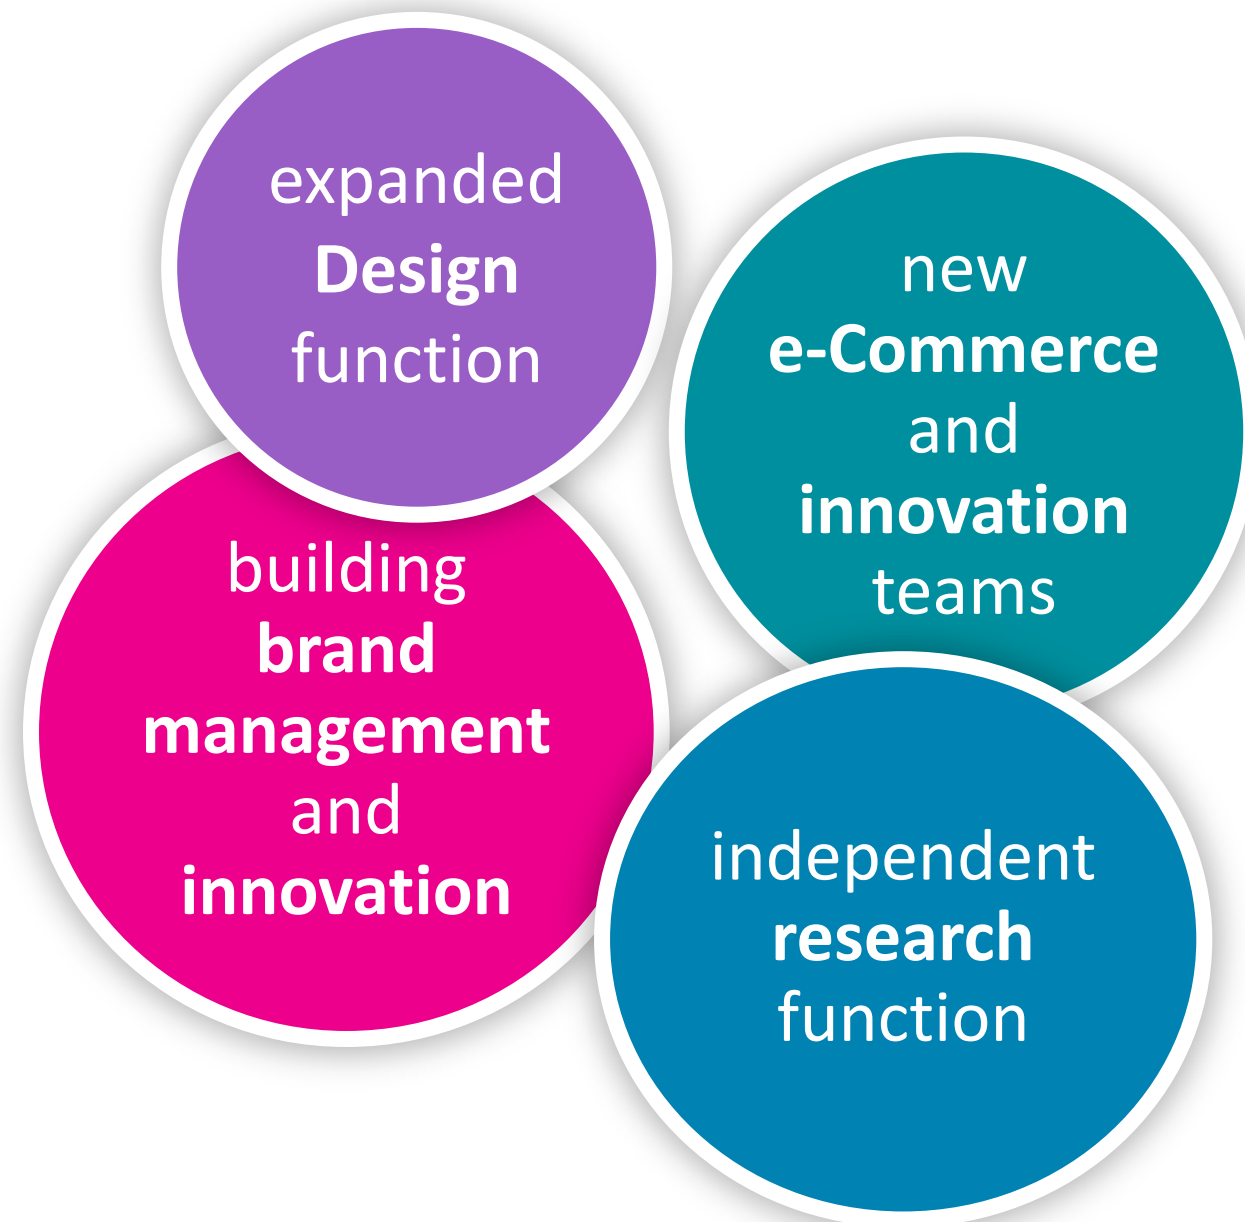 expanded
Design
function
new
e-Commerce
and
innovation
teams
building
brand
management
and
innovation
independent
research
function